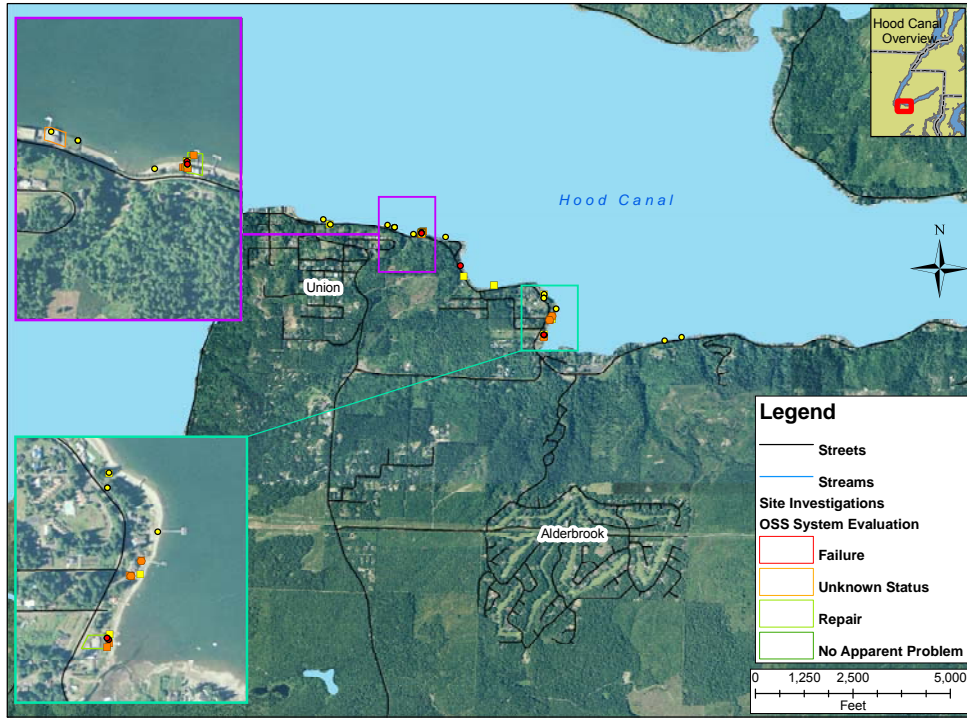 Hood Canal
Overview
Hood Canal
N
Union
Alderbrook
Legend
Streets
Streams
Site Investigations
OSS System Evaluation
Failure
Unknown Status
Repair
No Apparent Problem
0 1,250 2,500 5,000
Feet